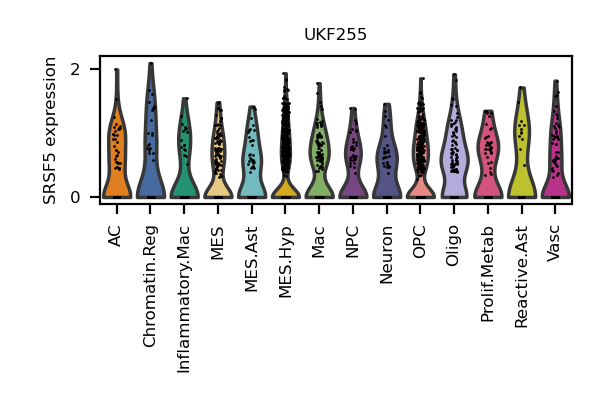 UKF255
SRSF5 expression
2
0
AC
Chromatin.Reg
Inflammatory.Mac
MES
MES.Ast
MES.Hyp
Mac
NPC
Neuron
OPC
Oligo
Prolif.Metab
Reactive.Ast
Vasc